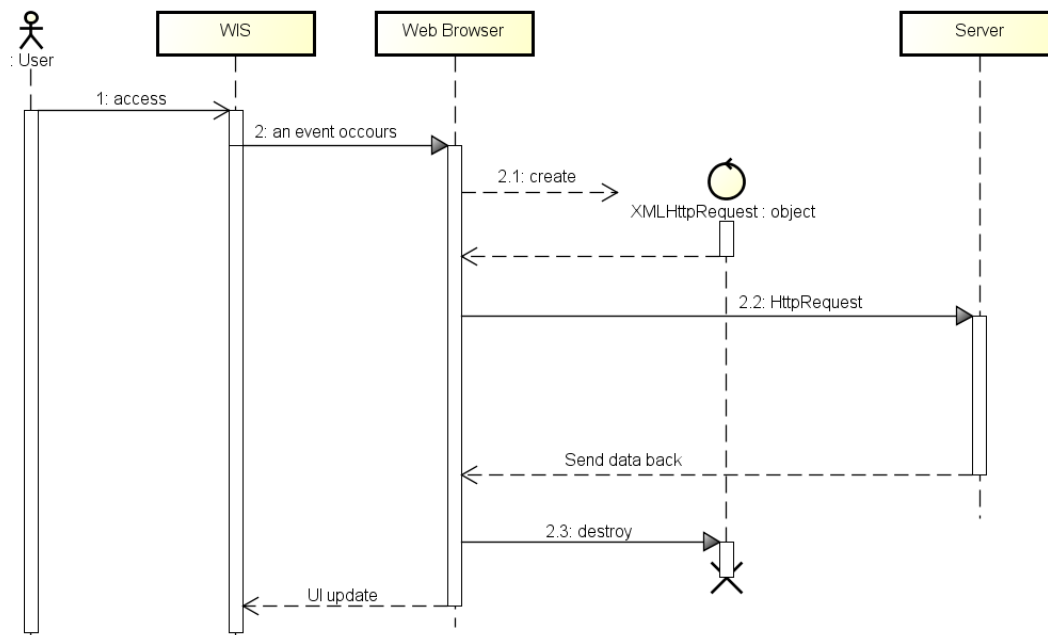 WIS
Web Browser
Server
: User
1: access
2: an event occours
2.1: create
XMLHttpRequest : object
2.2: HttpRequest
Send data back
2.3: destroy
UI update